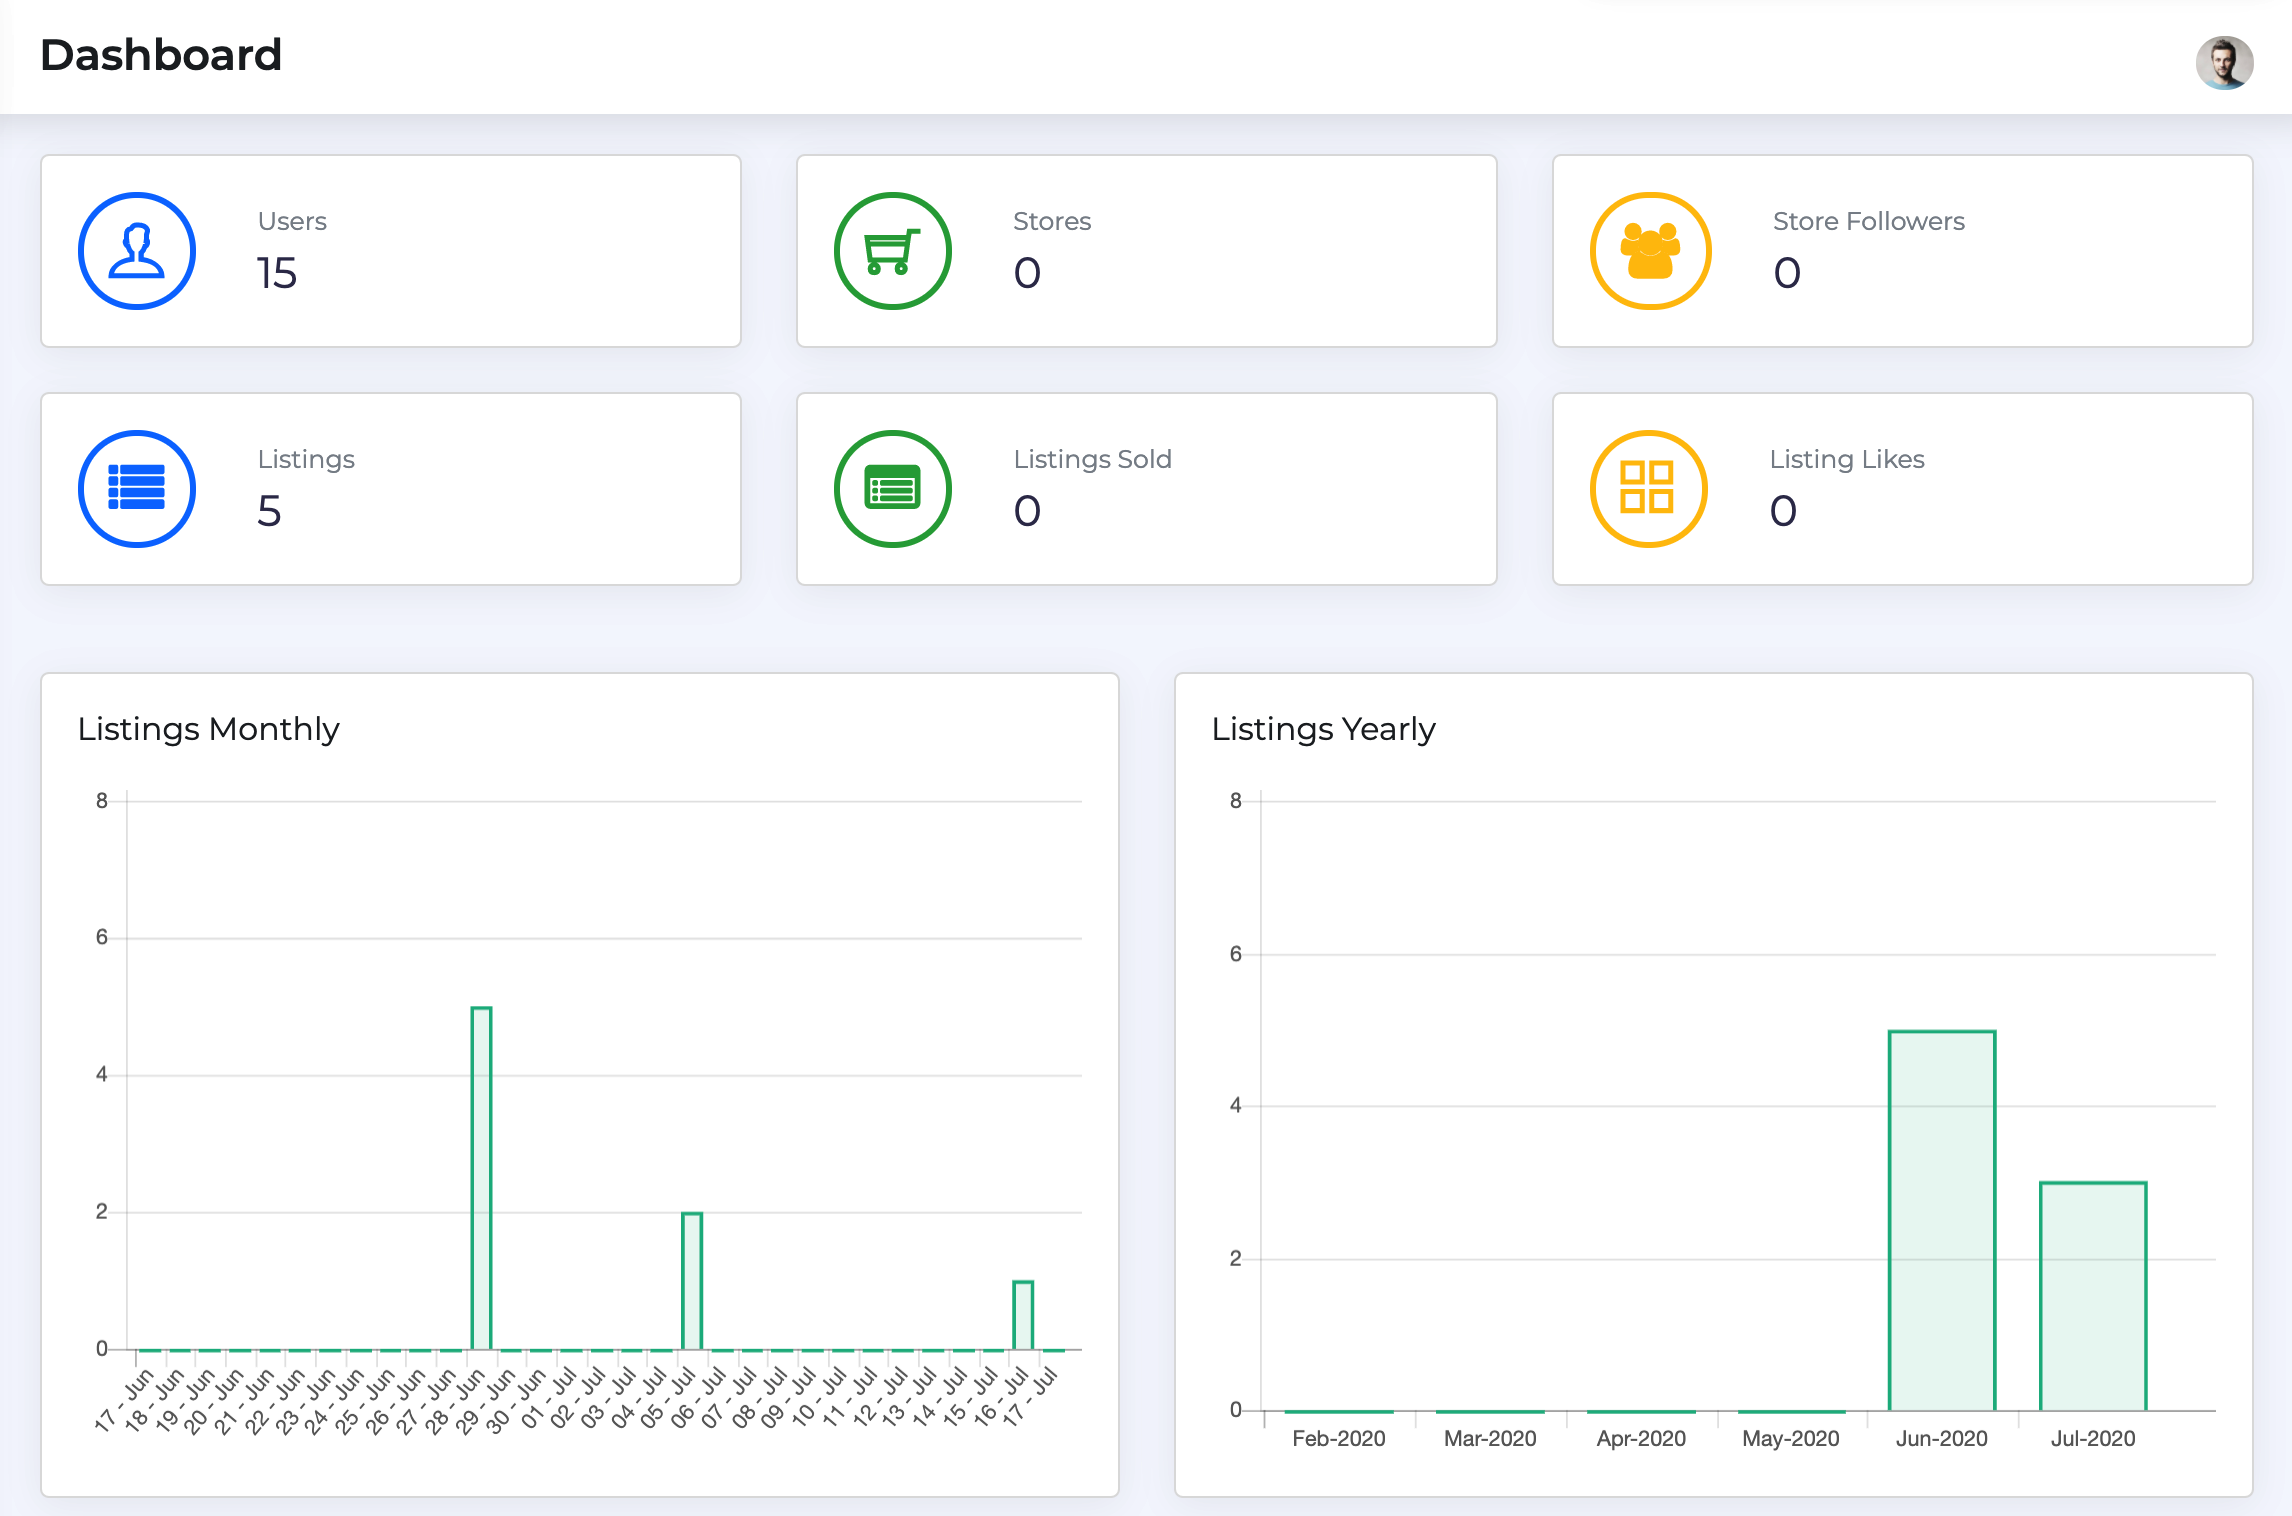 Dashboard
Users
15
Stores
0
Store Followers
0
Listings
5
Listings Sold
0
Listing Likes
0
Listings Monthly
8
6
4
2
0
17 - Jun
18 - Jun
19 - Jun
20 - Jun
21 - Jun
22 - Jun
23 - Jun
24 - Jun
25 - Jun
26 - Jun
27 - Jun
28 - Jun
29 - Jun
30 - Jun
01 - Jul
02 - Jul
03 - Jul
04 - Jul
05 - Jul
06 - Jul
07 - Jul
08 - Jul
09 - Jul
10 - Jul
11 - Jul
12 - Jul
13 - Jul
14 - Jul
15 - Jul
16 - Jul
17 - Jul
Listings Yearly
8
6
4
2
0
Feb-2020
Mar-2020
Apr-2020
May-2020
Jun-2020
Jul-2020